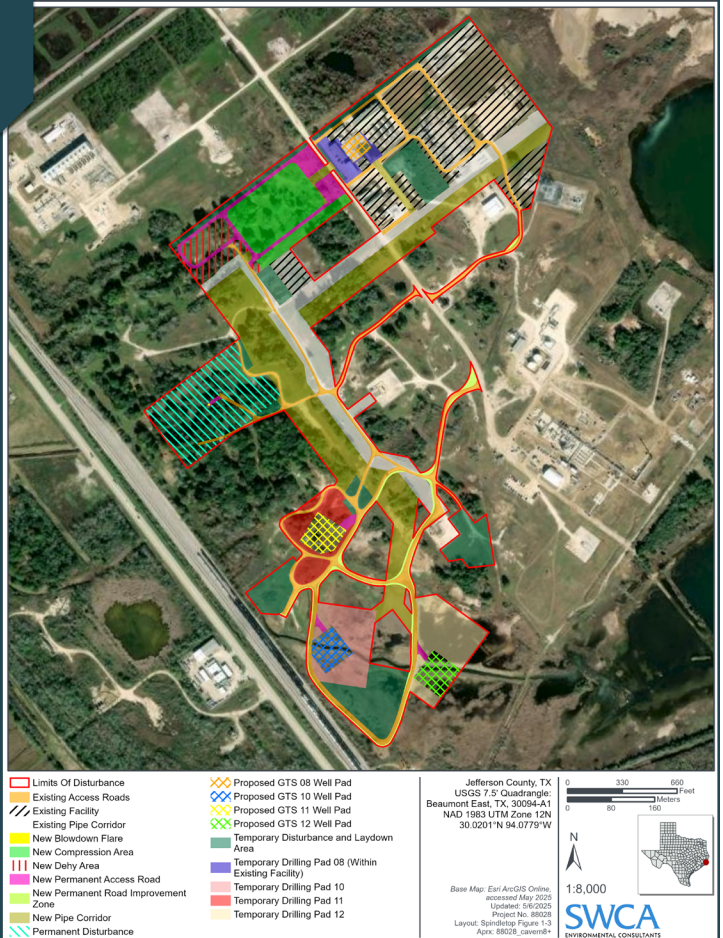 Limits Of Disturbance
Existing Access Roads
Existing Facility
Existing Pipe Corridor
New Blowdown Flare
New Compression Area
New Dehy Area
New Permanent Access Road
New Permanent Road Improvement
Zone
New Pipe Corridor
Permanent Disturbance
Proposed GTS 08 Well Pad
Proposed GTS 10 Well Pad
Proposed GTS 11 Well Pad
Proposed GTS 12 Well Pad
Temporary Disturbance and Laydown
Area
Temporary Drilling Pad 08 (Within
Existing Facility)
Temporary Drilling Pad 10
Temporary Drilling Pad 11
Temporary Drilling Pad 12
Jefferson County, TX
USGS 7.5' Quadrangle:
Beaumont East, TX, 30094-A1
NAD 1983 UTM Zone 12N
30.0201°N 94.0779°W
Base Map: Esri ArcGIS Online,
accessed May 2025
Updated: 5/6/2025
Project No. 88028
Layout: Spindletop Figure 1-3
Aprx: 88028_cavern8+
0 330 660
Feet
Meters
0 80 160
N
1:8,000
SWCA
ENVIRONMENTAL CONSULTANTS